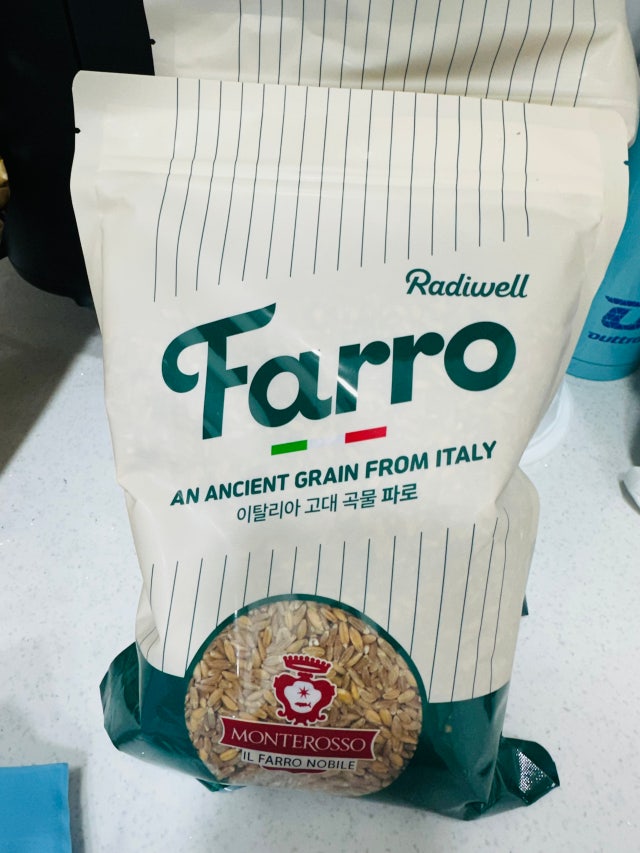 Radiwell
Farro
AN ANCIENT GRAIN FROM ITALY
이탈리아 고대 곡물 파로
MONTEROSSO
IL FARRO NOBILE